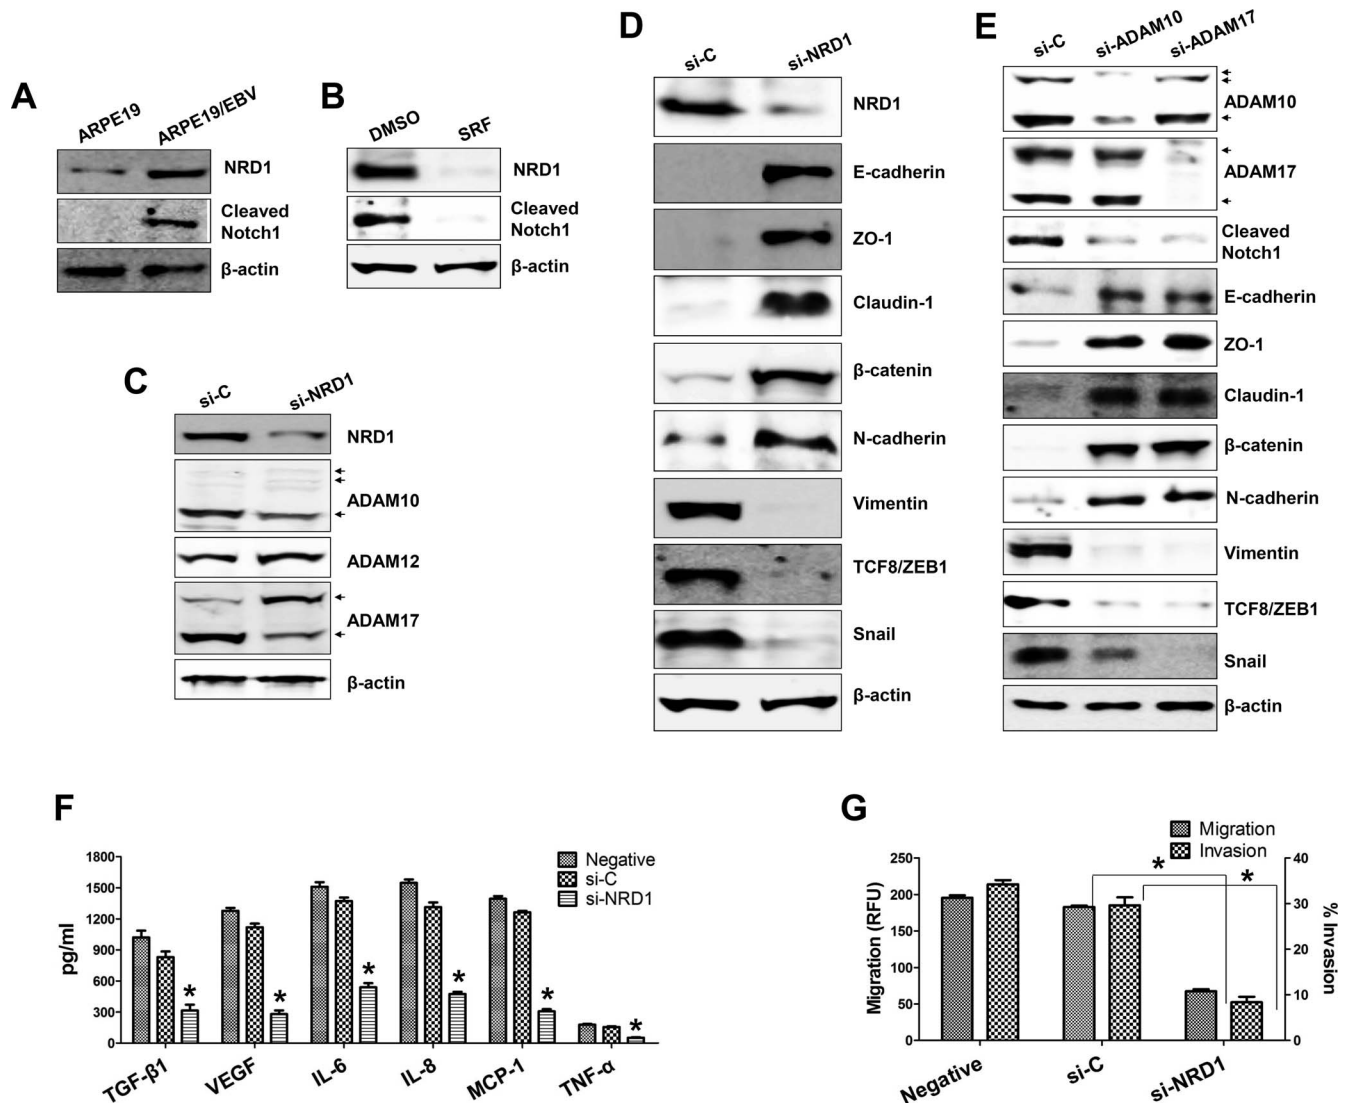 A
ARPE19
ARPE19/EBV
NRD1
Cleaved
Notch1
β-actin
B
DMSO
SRF
NRD1
Cleaved
Notch1
β-actin
C
si-C
si-NRD1
NRD1
ADAM10
ADAM12
ADAM17
β-actin
D
si-C
si-NRD1
NRD1
E-cadherin
ZO-1
Claudin-1
β-catenin
N-cadherin
Vimentin
TCF8/ZEB1
Snail
β-actin
E
si-C
si-ADAM10
si-ADAM17
ADAM10
ADAM17
Cleaved
Notch1
E-cadherin
ZO-1
Claudin-1
β-catenin
N-cadherin
Vimentin
TCF8/ZEB1
Snail
β-actin
F
pg/ml
1800
1500
1200
900
600
300
0
Negative
si-C
si-NRD1
* * * * * *
TGF-β1 VEGF IL-6 IL-8 MCP-1 TNF-α
G
Migration
Invasion
Migration (RFU)
250
200
150
100
50
0
* *
40
30
20
10
0
% Invasion
Negative si-C si-NRD1